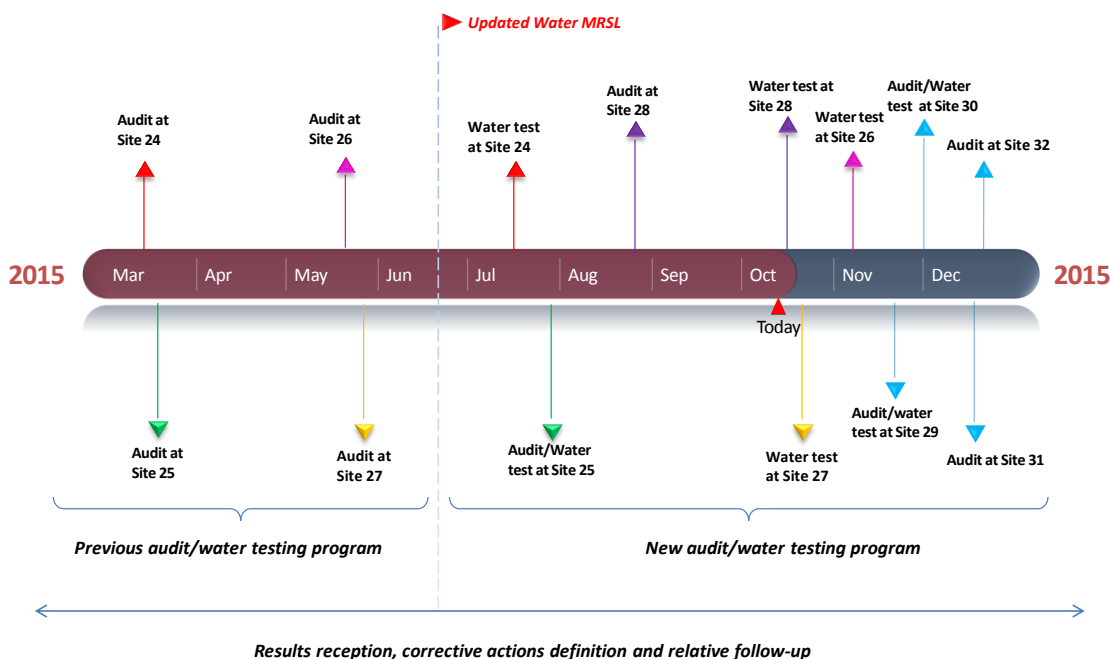 Updated Water MRSL
Audit at
Site 24
Audit at
Site 26
Water test
at Site 24
Audit at
Site 28
Water test at
Site 28
Water test
at Site 26
Audit/Water
test at Site 30
Audit at Site 32
2015
Mar
Apr
May
Jun
Jul
Aug
Sep
Oct
Nov
Dec
2015
Today
Audit at
Site 25
Audit at
Site 27
Audit/Water
test at Site 25
Water test
at Site 27
Audit/water
test at Site 29
Audit at Site 31
Previous audit/water testing program
New audit/water testing program
Results reception, corrective actions definition and relative follow-up